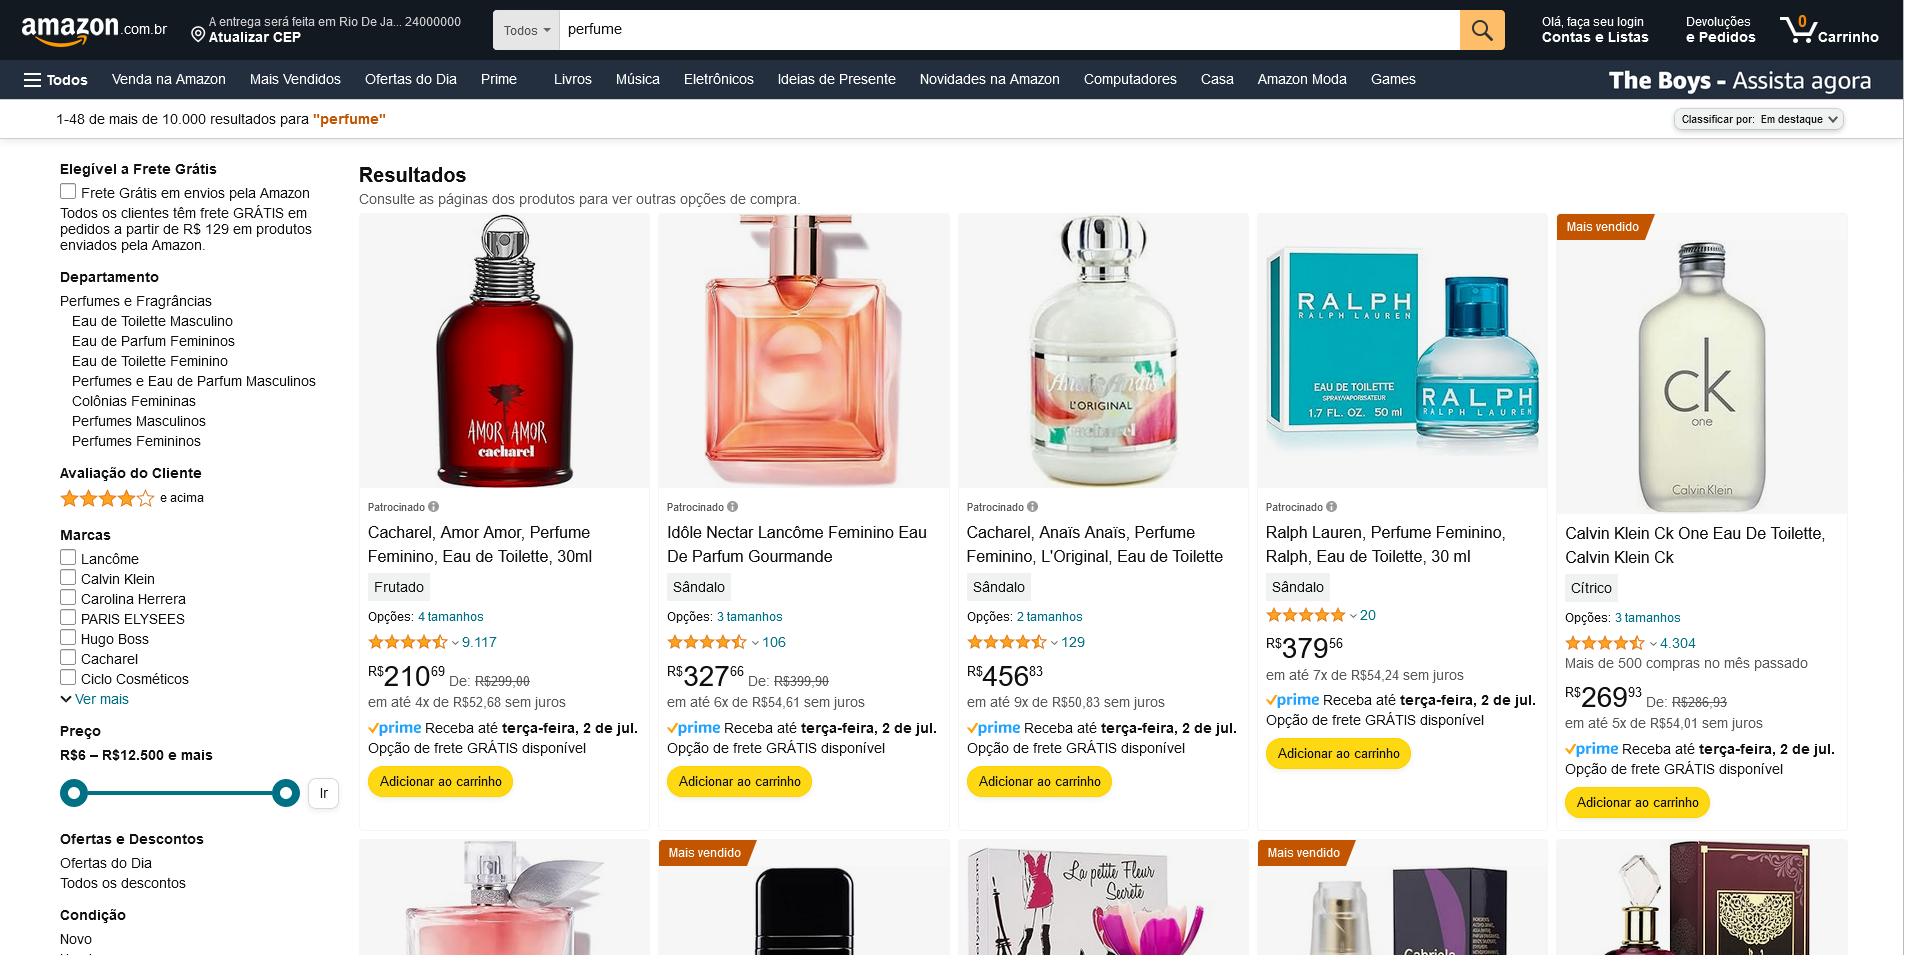 amazon.com.br
A entrega será feita em Rio De Ja... 24000000
Atualizar CEP
Todos
perfume
Olá, faça seu login
Contas e Listas
Devoluções
e Pedidos
0
Carrinho
Todos
Venda na Amazon
Mais Vendidos
Ofertas do Dia
Prime
Livros
Música
Eletrônicos
Ideias de Presente
Novidades na Amazon
Computadores
Casa
Amazon Moda
Games
The Boys - Assista agora
1-48 de mais de 10.000 resultados para "perfume"
Classificar por: Em destaque
Elegível a Frete Grátis
Frete Grátis em envios pela Amazon
Todos os clientes têm frete GRÁTIS em
pedidos a partir de R$ 129 em produtos
enviados pela Amazon.
Departamento
Perfumes e Fragrâncias
Eau de Toilette Masculino
Eau de Parfum Femininos
Eau de Toilette Feminino
Perfumes e Eau de Parfum Masculinos
Colônias Femininas
Perfumes Masculinos
Perfumes Femininos
Avaliação do Cliente
e acima
Marcas
Lancôme
Calvin Klein
Carolina Herrera
PARIS ELYSEES
Hugo Boss
Cacharel
Ciclo Cosméticos
Ver mais
Preço
R$6 – R$12.500 e mais
Ir
Ofertas e Descontos
Ofertas do Dia
Todos os descontos
Condição
Novo
Resultados
Consulte as páginas dos produtos para ver outras opções de compra.
AMOR AMOR
cacharel
Patrocinado
Cacharel, Amor Amor, Perfume
Feminino, Eau de Toilette, 30ml
Frutado
Opções: 4 tamanhos
9.117
R$21069 De: R$299,00
em até 4x de R$52,68 sem juros
prime Receba até terça-feira, 2 de jul.
Opção de frete GRÁTIS disponível
Adicionar ao carrinho
Patrocinado
Idôle Nectar Lancôme Feminino Eau
De Parfum Gourmande
Sândalo
Opções: 3 tamanhos
106
R$32766 De: R$399,90
em até 6x de R$54,61 sem juros
prime Receba até terça-feira, 2 de jul.
Opção de frete GRÁTIS disponível
Adicionar ao carrinho
Anaïs Anaïs
L'ORIGINAL
cacharel
Patrocinado
Cacharel, Anaïs Anaïs, Perfume
Feminino, L'Original, Eau de Toilette
Sândalo
Opções: 2 tamanhos
129
R$45683
em até 9x de R$50,83 sem juros
prime Receba até terça-feira, 2 de jul.
Opção de frete GRÁTIS disponível
Adicionar ao carrinho
RALPH
RALPH LAUREN
EAU DE TOILETTE
SPRAY/VAPORISATEUR
1.7 FL. OZ. 50 ml
RALPH
RALPH LAUREN
Patrocinado
Ralph Lauren, Perfume Feminino,
Ralph, Eau de Toilette, 30 ml
Sândalo
20
R$37956
em até 7x de R$54,24 sem juros
prime Receba até terça-feira, 2 de jul.
Opção de frete GRÁTIS disponível
Adicionar ao carrinho
Mais vendido
ck
one
Calvin Klein
Calvin Klein Ck One Eau De Toilette,
Calvin Klein Ck
Cítrico
Opções: 3 tamanhos
4.304
Mais de 500 compras no mês passado
R$26993 De: R$286,93
em até 5x de R$54,01 sem juros
prime Receba até terça-feira, 2 de jul.
Opção de frete GRÁTIS disponível
Adicionar ao carrinho
Mais vendido
La petite Fleur
Secrète
Mais vendido